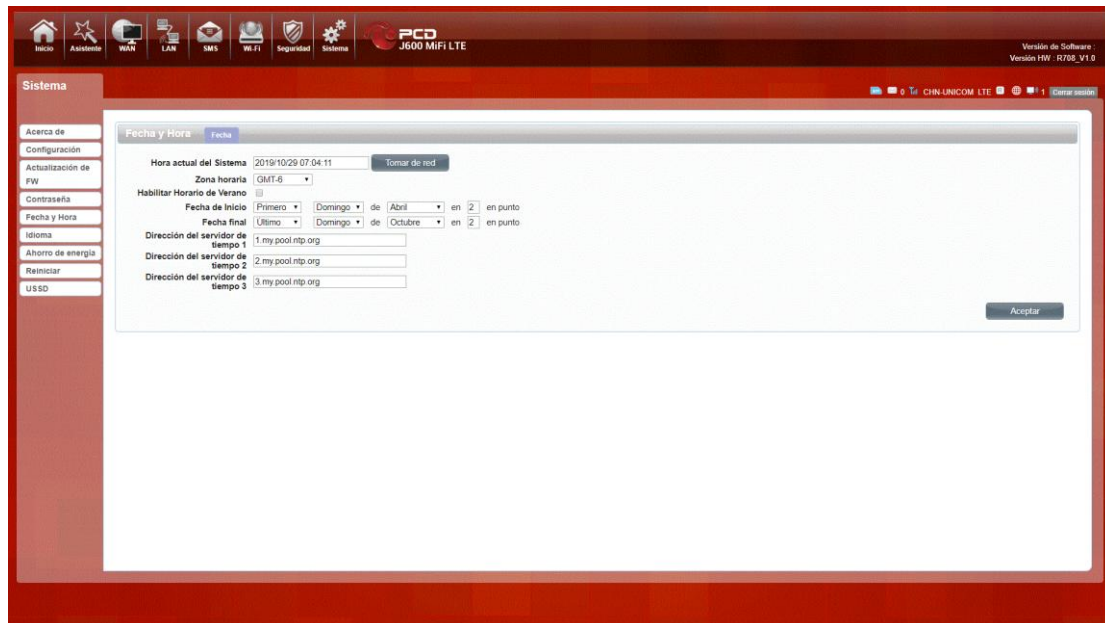 Inicio Asistente WAN LAN SMS Wi.Fi Seguridad Sistema
PCD
J600 MiFi LTE
Versión de Software :
Versión HW : R708_V1.0
Sistema
0 CHN-UNICOM LTE 1 Cerrar sesión
Acerca de
Configuración
Actualización de
FW
Contraseña
Fecha y Hora
Idioma
Ahorro de energía
Reiniciar
USSD
Fecha y Hora Fecha
Hora actual del Sistema 2019/10/29 07:04:11 Tomar de red
Zona horaria GMT-6
Habilitar Horario de Verano
Fecha de Inicio Primero Domingo de Abril en 2 en punto
Fecha final Último Domingo de Octubre en 2 en punto
Dirección del servidor de
tiempo 1 1.my.pool.ntp.org
Dirección del servidor de
tiempo 2 2.my.pool.ntp.org
Dirección del servidor de
tiempo 3 3.my.pool.ntp.org
Aceptar